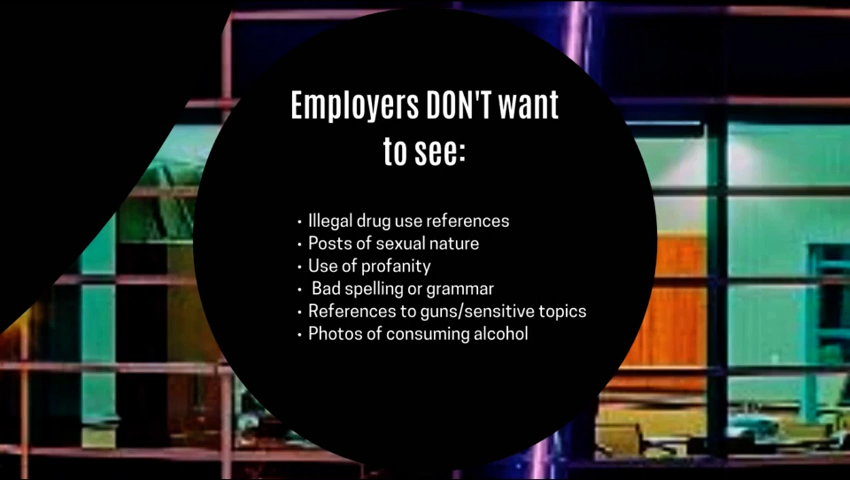 Employers DON'T want
to see:
• Illegal drug use references
• Posts of sexual nature
• Use of profanity
• Bad spelling or grammar
• References to guns/sensitive topics
• Photos of consuming alcohol